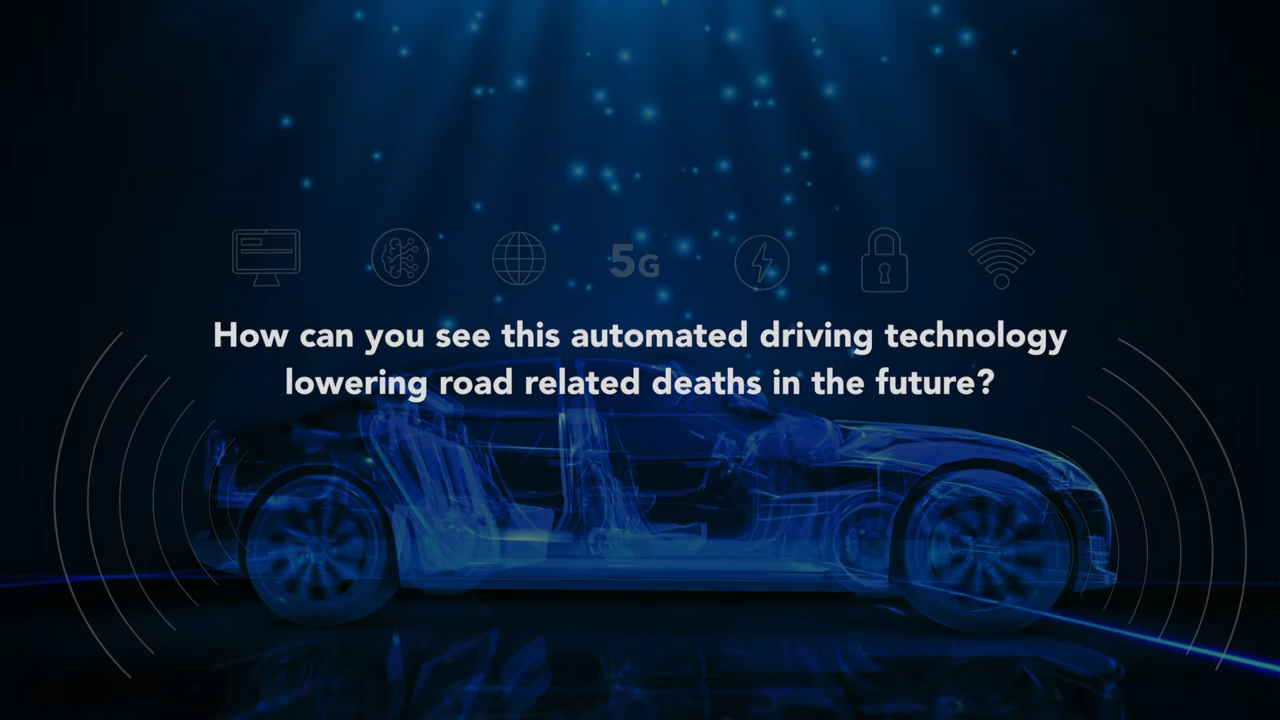 5G
How can you see this automated driving technology
lowering road related deaths in the future?